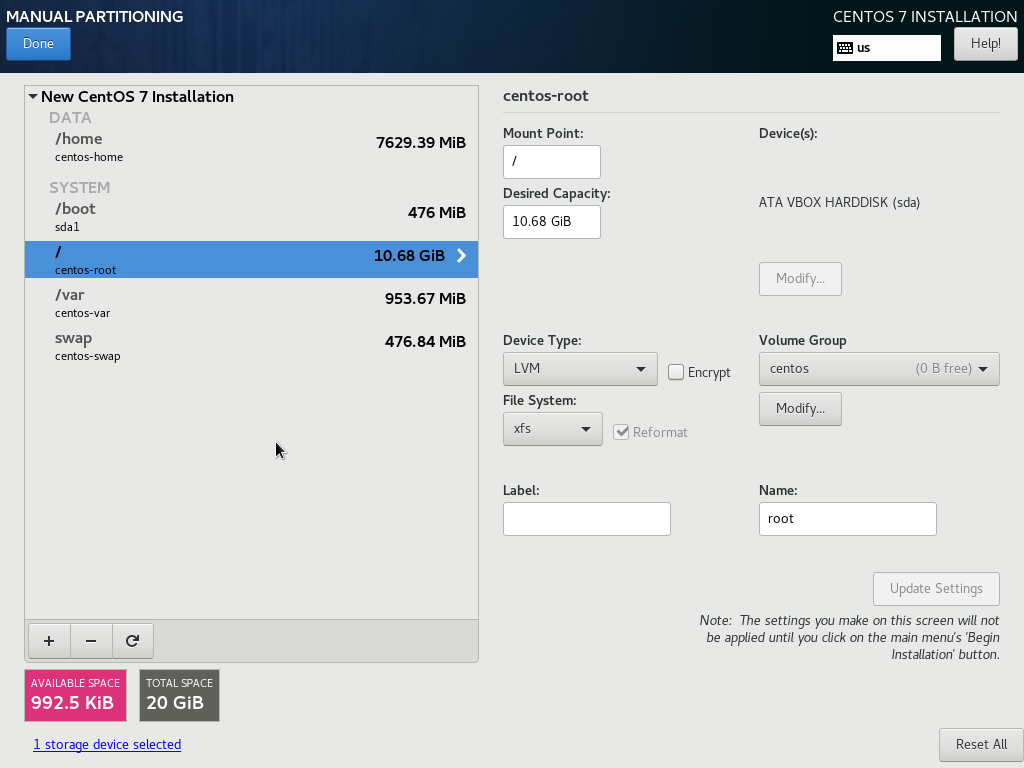 MANUAL PARTITIONING
CENTOS 7 INSTALLATION
Done
us
Help!
New CentOS 7 Installation
DATA
/home
7629.39 MiB
centos-home
SYSTEM
/boot
476 MiB
sda1
/
10.68 GiB
centos-root
/var
953.67 MiB
centos-var
swap
476.84 MiB
centos-swap
+
−
AVAILABLE SPACE
992.5 KiB
TOTAL SPACE
20 GiB
1 storage device selected
centos-root
Mount Point:
/
Device(s):
Desired Capacity:
10.68 GiB
ATA VBOX HARDDISK (sda)
Modify...
Device Type:
LVM
Encrypt
Volume Group
centos
(0 B free)
File System:
xfs
Reformat
Modify...
Label:
Name:
root
Update Settings
Note:  The settings you make on this screen will not
be applied until you click on the main menu's 'Begin
Installation' button.
Reset All